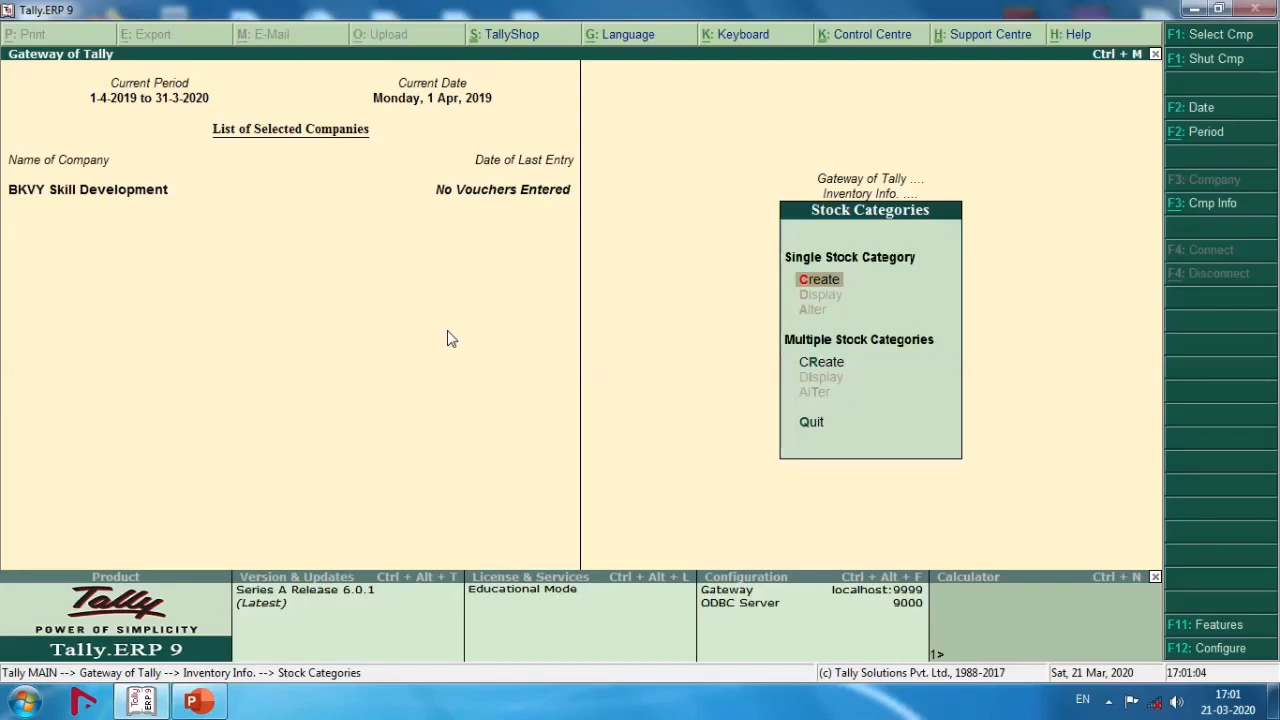 Tally.ERP 9
P: Print
E: Export
M: E-Mail
O: Upload
S: TallyShop
G: Language
K: Keyboard
K: Control Centre
H: Support Centre
H: Help
F1: Select Cmp
F1: Shut Cmp
F2: Date
F2: Period
F3: Company
F3: Cmp Info
F4: Connect
F4: Disconnect
F11: Features
F12: Configure
Gateway of Tally
Ctrl + M
Current Period
1-4-2019 to 31-3-2020
Current Date
Monday, 1 Apr, 2019
List of Selected Companies
Name of Company
Date of Last Entry
BKVY Skill Development
No Vouchers Entered
Gateway of Tally ....
Inventory Info. ....
Stock Categories
Single Stock Category
Create
Display
Alter
Multiple Stock Categories
CReate
DIsplay
AlTer
Quit
Product
Tally
POWER OF SIMPLICITY
Tally.ERP 9
Version & Updates Ctrl + Alt + T
Series A Release 6.0.1
(Latest)
License & Services Ctrl + Alt + L
Educational Mode
Configuration Ctrl + Alt + F
Gateway localhost:9999
ODBC Server 9000
Calculator Ctrl + N
1>
Tally MAIN --> Gateway of Tally --> Inventory Info. --> Stock Categories
(c) Tally Solutions Pvt. Ltd., 1988-2017
Sat, 21 Mar, 2020
17:01:04
Tally
ERP 9
P
EN
17:01
21-03-2020